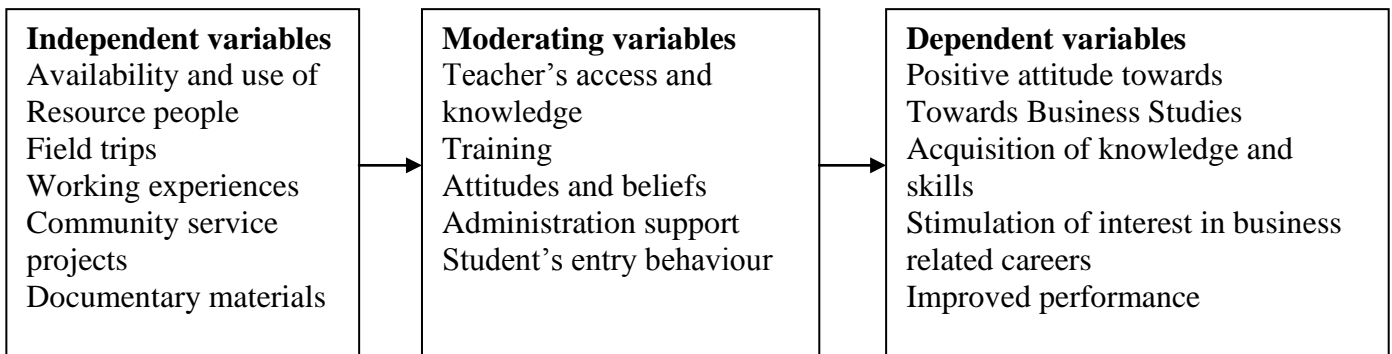 Independent variables
Availability and use of
Resource people
Field trips
Working experiences
Community service
projects
Documentary materials
Moderating variables
Teacher’s access and
knowledge
Training
Attitudes and beliefs
Administration support
Student’s entry behaviour
Dependent variables
Positive attitude towards
Towards Business Studies
Acquisition of knowledge and
skills
Stimulation of interest in business
related careers
Improved performance